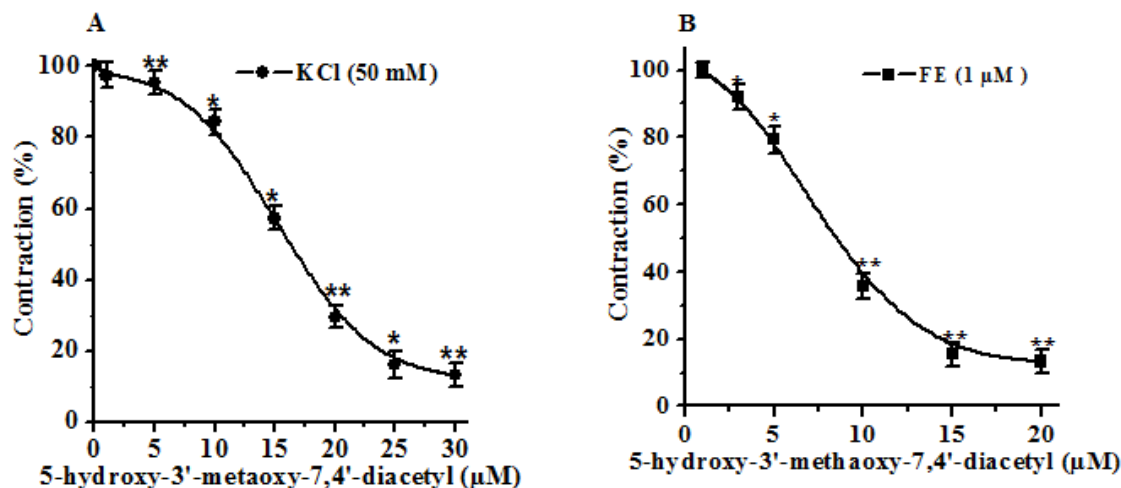 A
** KCl (50 mM)
*
*
**
*
**
Contraction (%)
100
80
60
40
20
0
0 5 10 15 20 25 30
5-hydroxy-3'-metaoxy-7,4'-diacetyl (µM)
B
FE (1 µM )
*
*
**
**
**
Contraction (%)
100
80
60
40
20
0
0 5 10 15 20
5-hydroxy-3'-methaoxy-7,4'-diacetyl (µM)